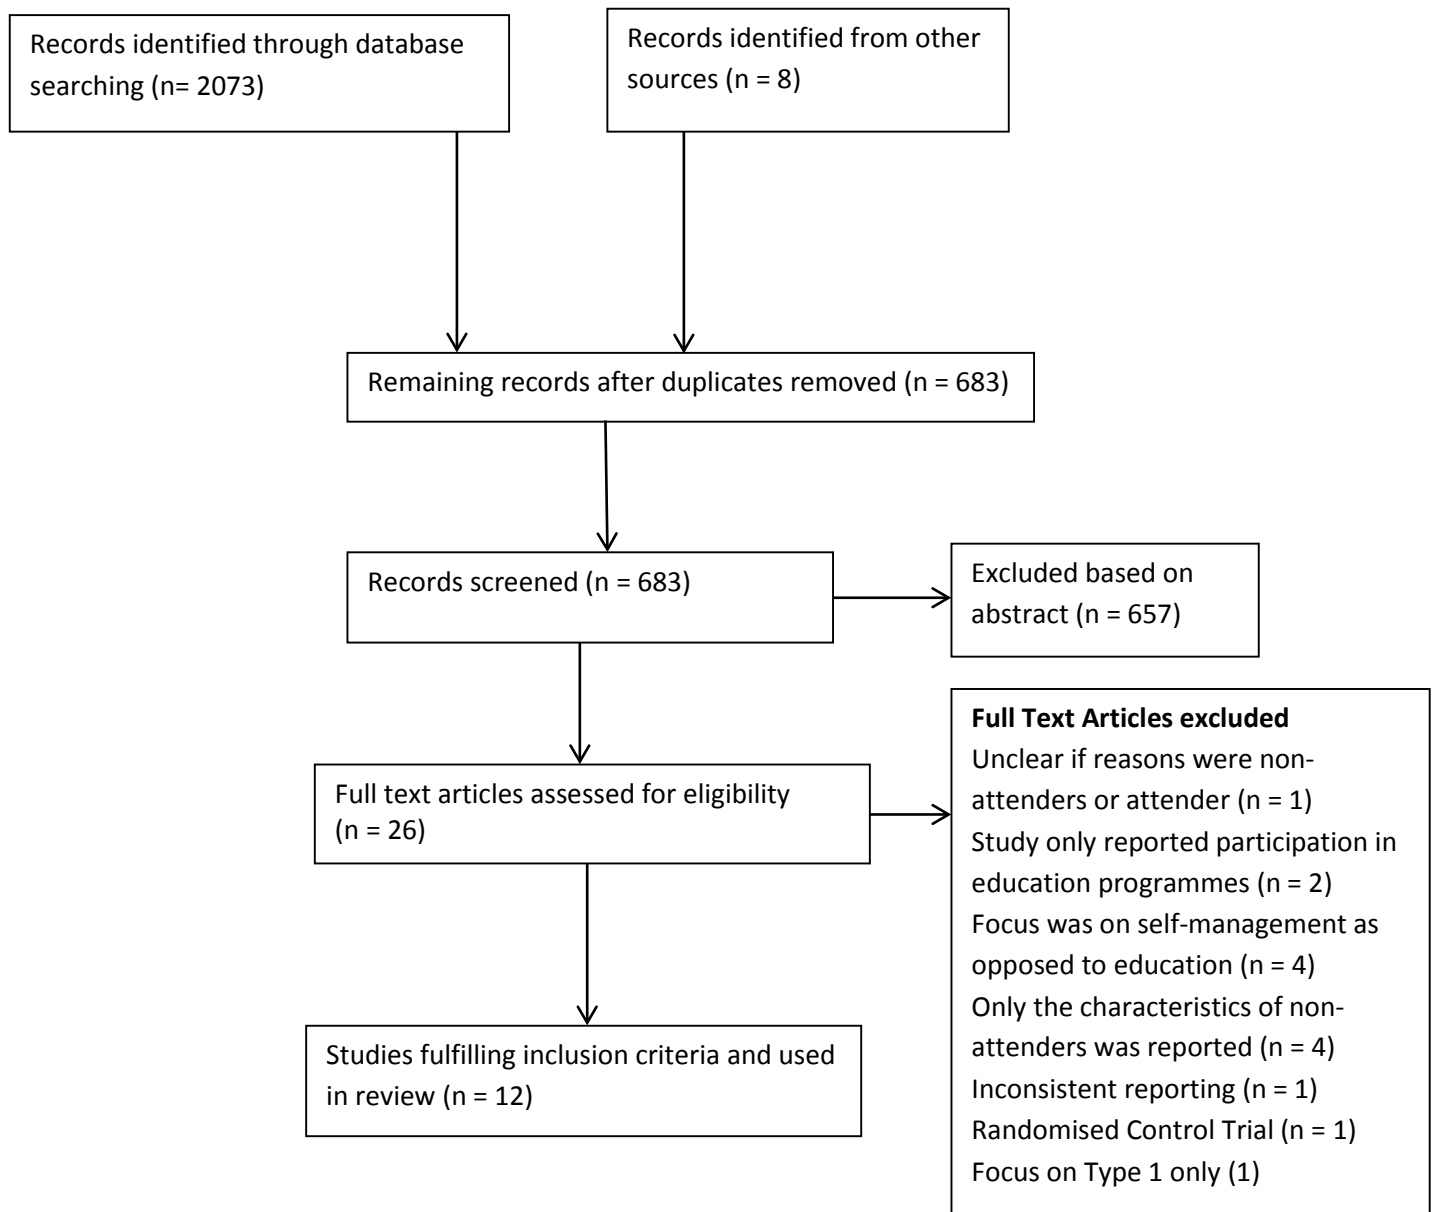 Records identified through database
searching (n= 2073)
Records identified from other
sources (n = 8)
Remaining records after duplicates removed (n = 683)
Records screened (n = 683)
Excluded based on
abstract (n = 657)
Full text articles assessed for eligibility
(n = 26)
Full Text Articles excluded
Unclear if reasons were non-
attenders or attender (n = 1)
Study only reported participation in
education programmes (n = 2)
Focus was on self-management as
opposed to education (n = 4)
Only the characteristics of non-
attenders was reported (n = 4)
Inconsistent reporting (n = 1)
Randomised Control Trial (n = 1)
Focus on Type 1 only (1)
Studies fulfilling inclusion criteria and used
in review (n = 12)